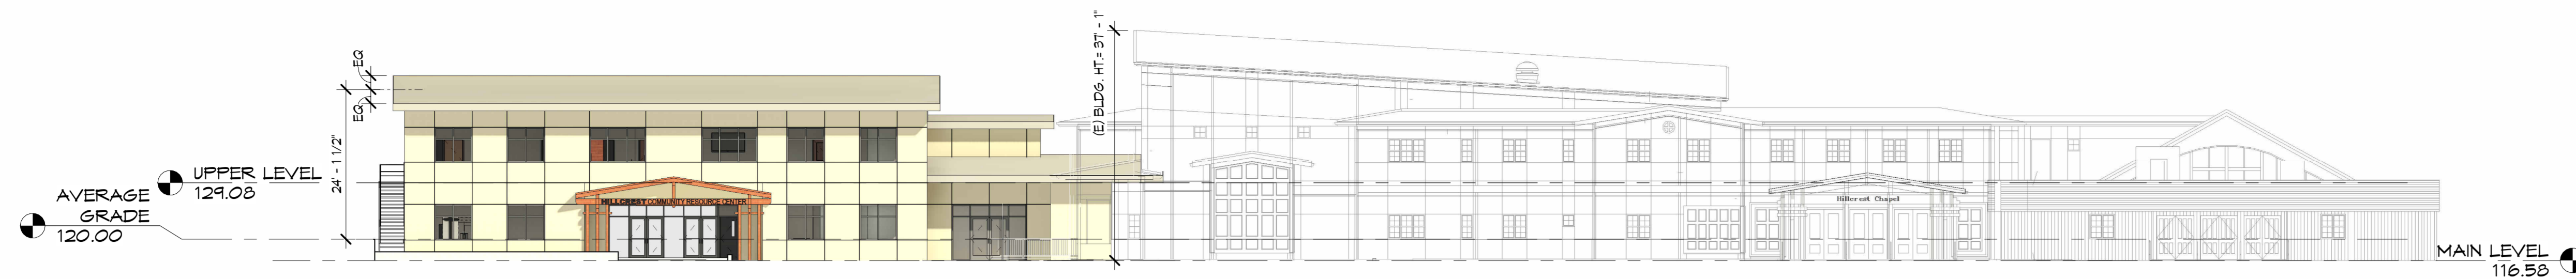 EQ
EQ
24' - 1 1/2"
UPPER LEVEL
129.08
AVERAGE
GRADE
120.00
HILLCREST COMMUNITY RESOURCE CENTER
(E) BLDG. HT.= 37' - 1"
Hillcrest Chapel
MAIN LEVEL
116.58